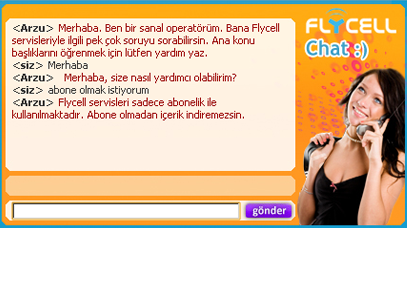 <Arzu> Merhaba. Ben bir sanal operatörüm. Bana Flycell
servisleriyle ilgili pek çok soruyu sorabilirsin. Ana konu
başlıklarını öğrenmek için lütfen yardım yaz.
<siz> Merhaba
<Arzu> Merhaba, size nasıl yardımcı olabilirim?
<siz> abone olmak istiyorum
<Arzu> Flycell servisleri sadece abonelik ile
kullanılmaktadır. Abone olmadan içerik indiremezsin.
FLYCELL
Chat :)
gönder